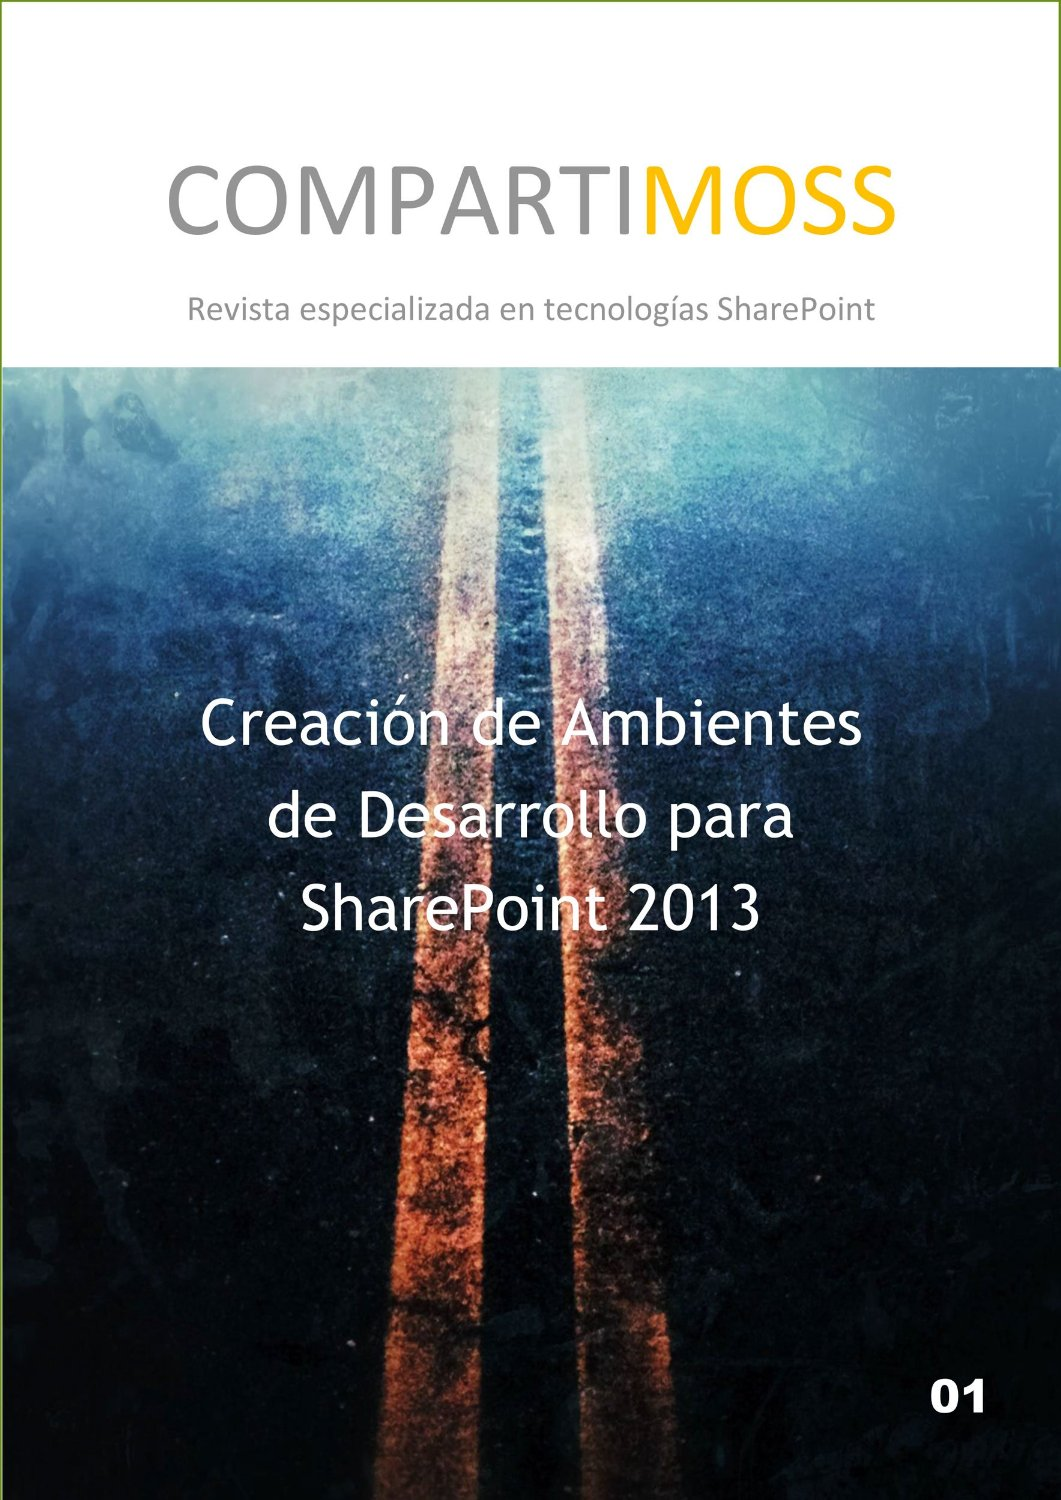 COMPARTIMOSS
Revista especializada en tecnologías SharePoint
Creación de Ambientes
de Desarrollo para
SharePoint 2013
01